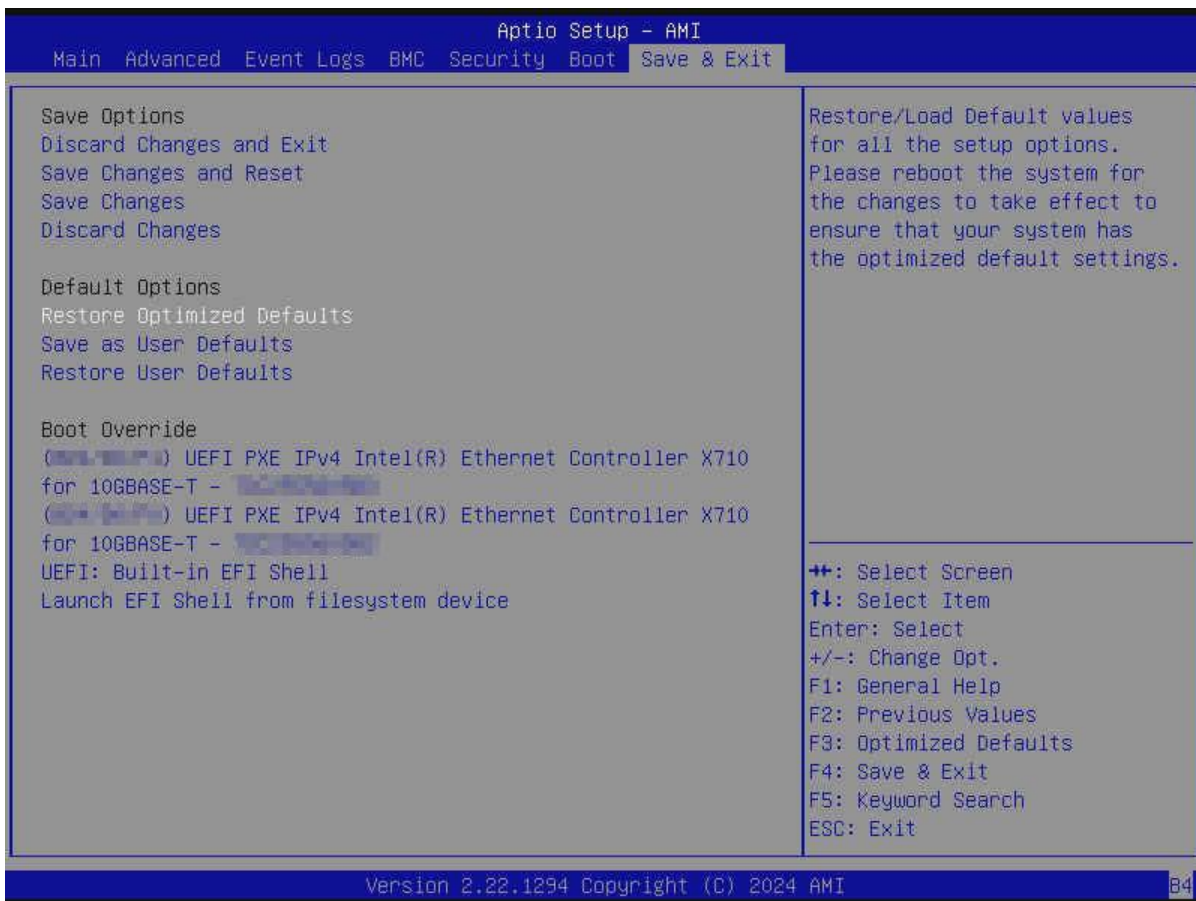 Aptio Setup - AMI
Main Advanced Event Logs BMC Security Boot Save & Exit
Save Options
Discard Changes and Exit
Save Changes and Reset
Save Changes
Discard Changes
Default Options
Restore Optimized Defaults
Save as User Defaults
Restore User Defaults
Boot Override
( ) UEFI PXE IPv4 Intel(R) Ethernet Controller X710
for 10GBASE-T -
( ) UEFI PXE IPv4 Intel(R) Ethernet Controller X710
for 10GBASE-T -
UEFI: Built-in EFI Shell
Launch EFI Shell from filesystem device
Restore/Load Default values
for all the setup options.
Please reboot the system for
the changes to take effect to
ensure that your system has
the optimized default settings.
→←: Select Screen
↑↓: Select Item
Enter: Select
+/-: Change Opt.
F1: General Help
F2: Previous Values
F3: Optimized Defaults
F4: Save & Exit
F5: Keyword Search
ESC: Exit
Version 2.22.1294 Copyright (C) 2024 AMI
B4